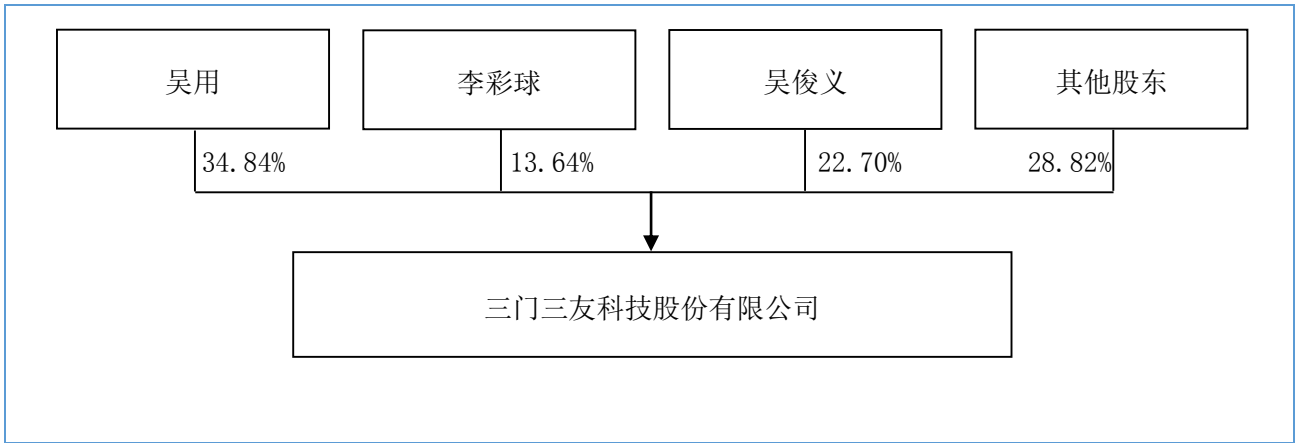 吴用
李彩球
吴俊义
其他股东
34.84%
13.64%
22.70%
28.82%
三门三友科技股份有限公司